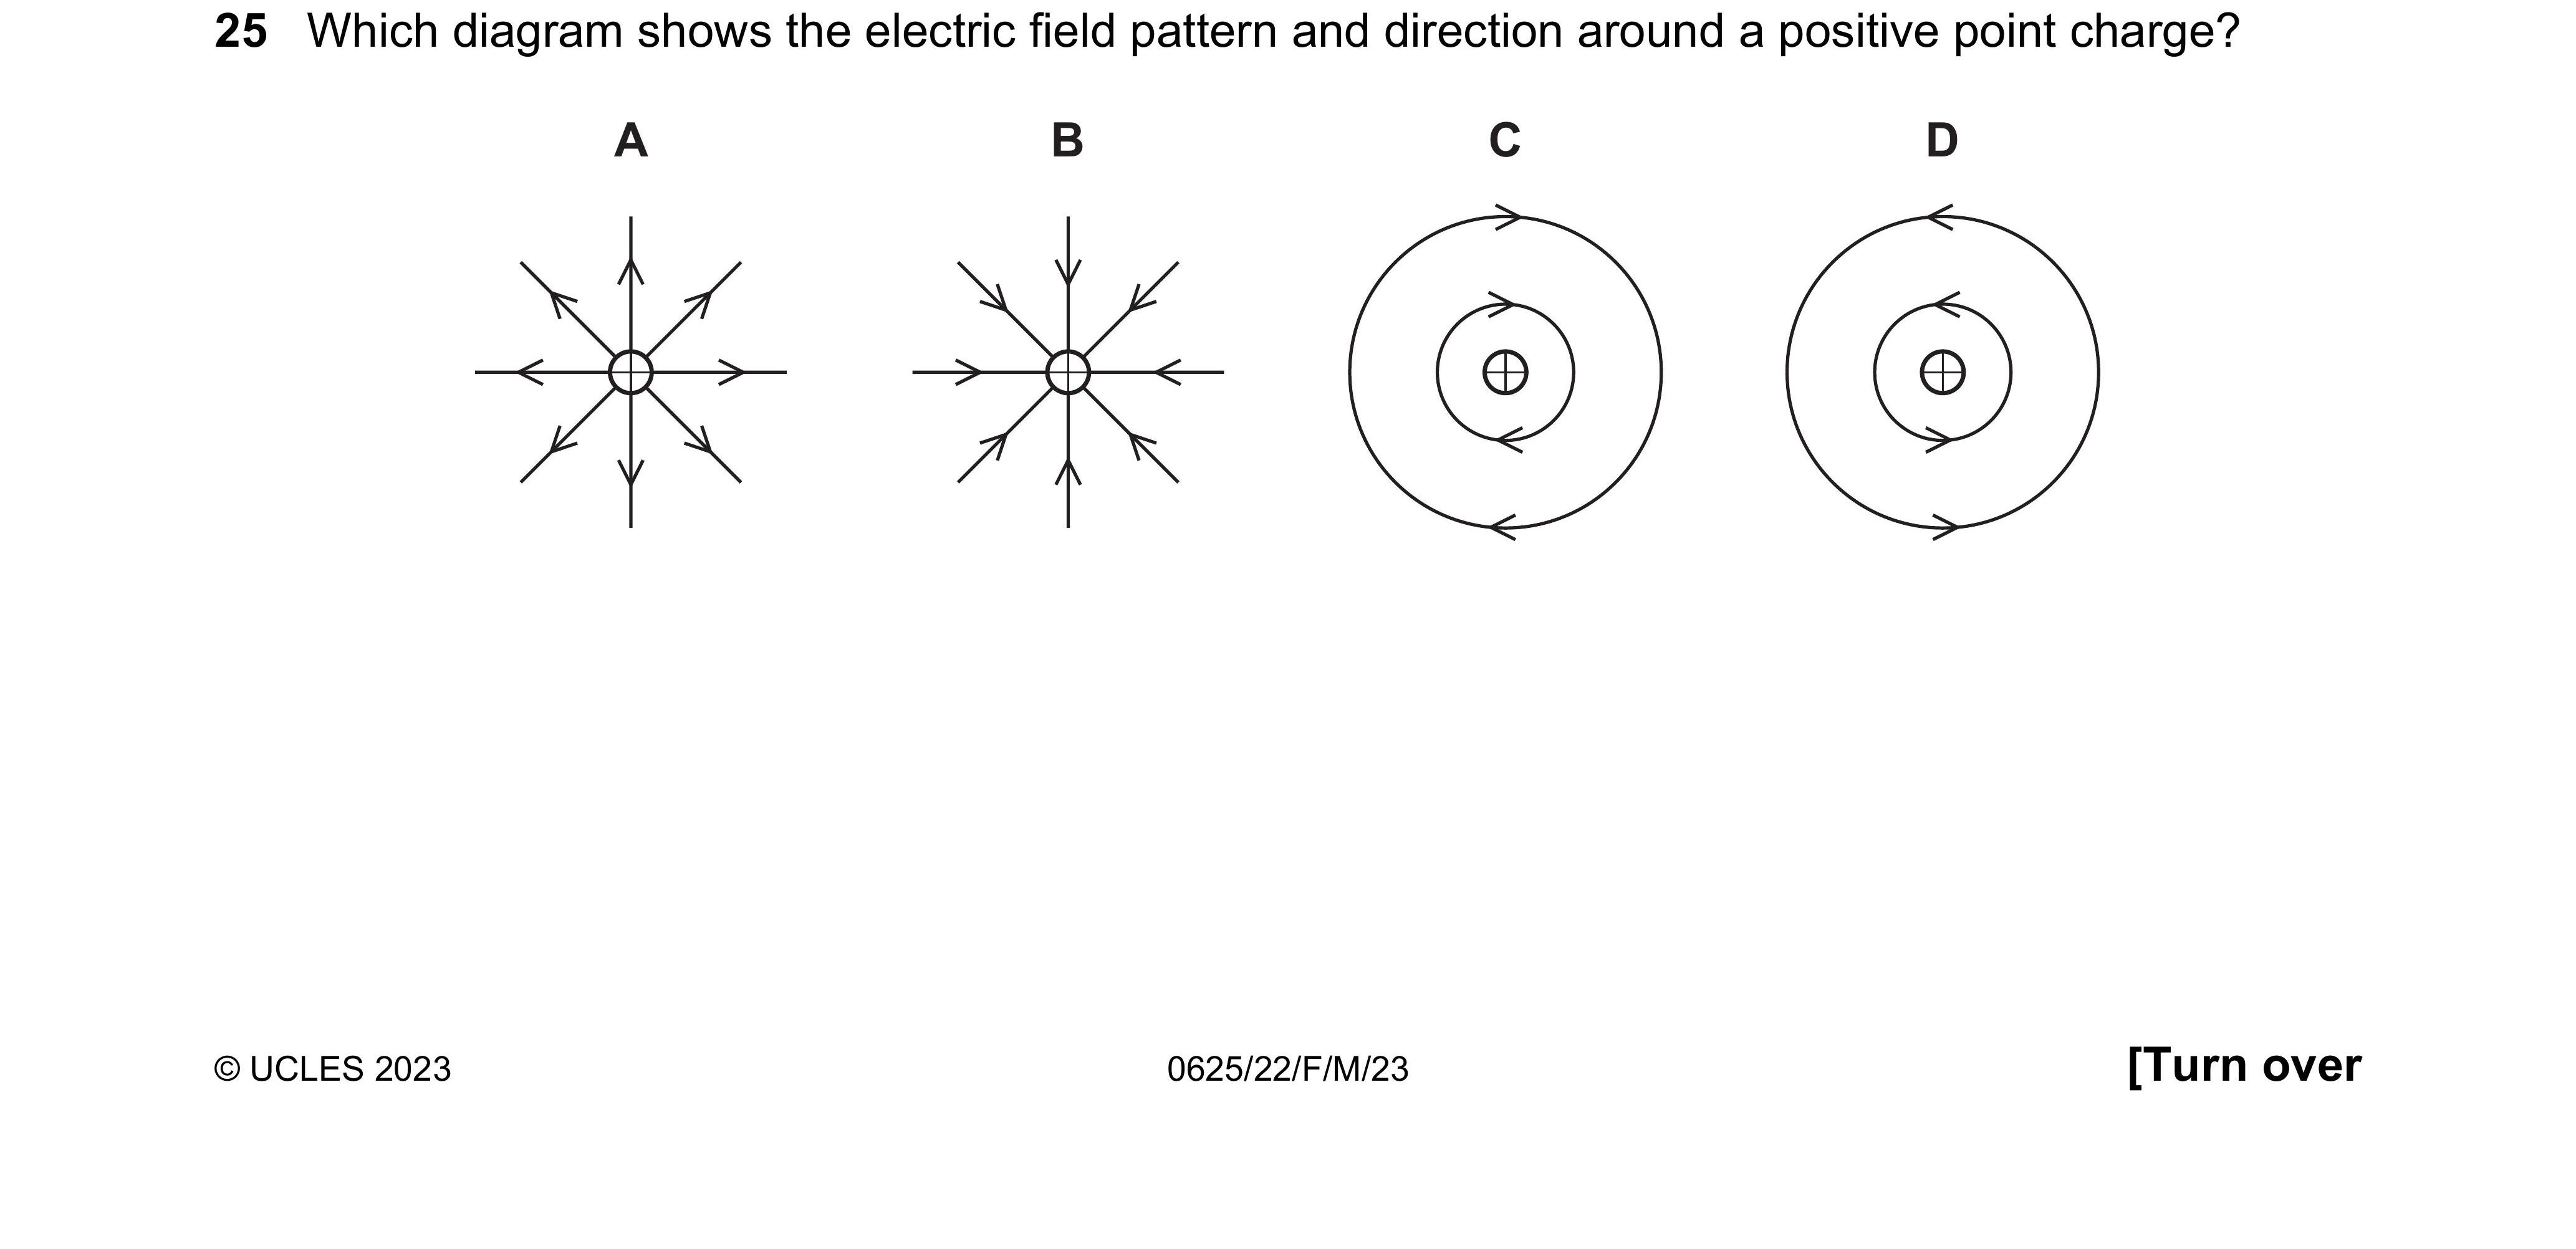 25 Which diagram shows the electric field pattern and direction around a positive point charge?
A B C D
© UCLES 2023 0625/22/F/M/23 [Turn over